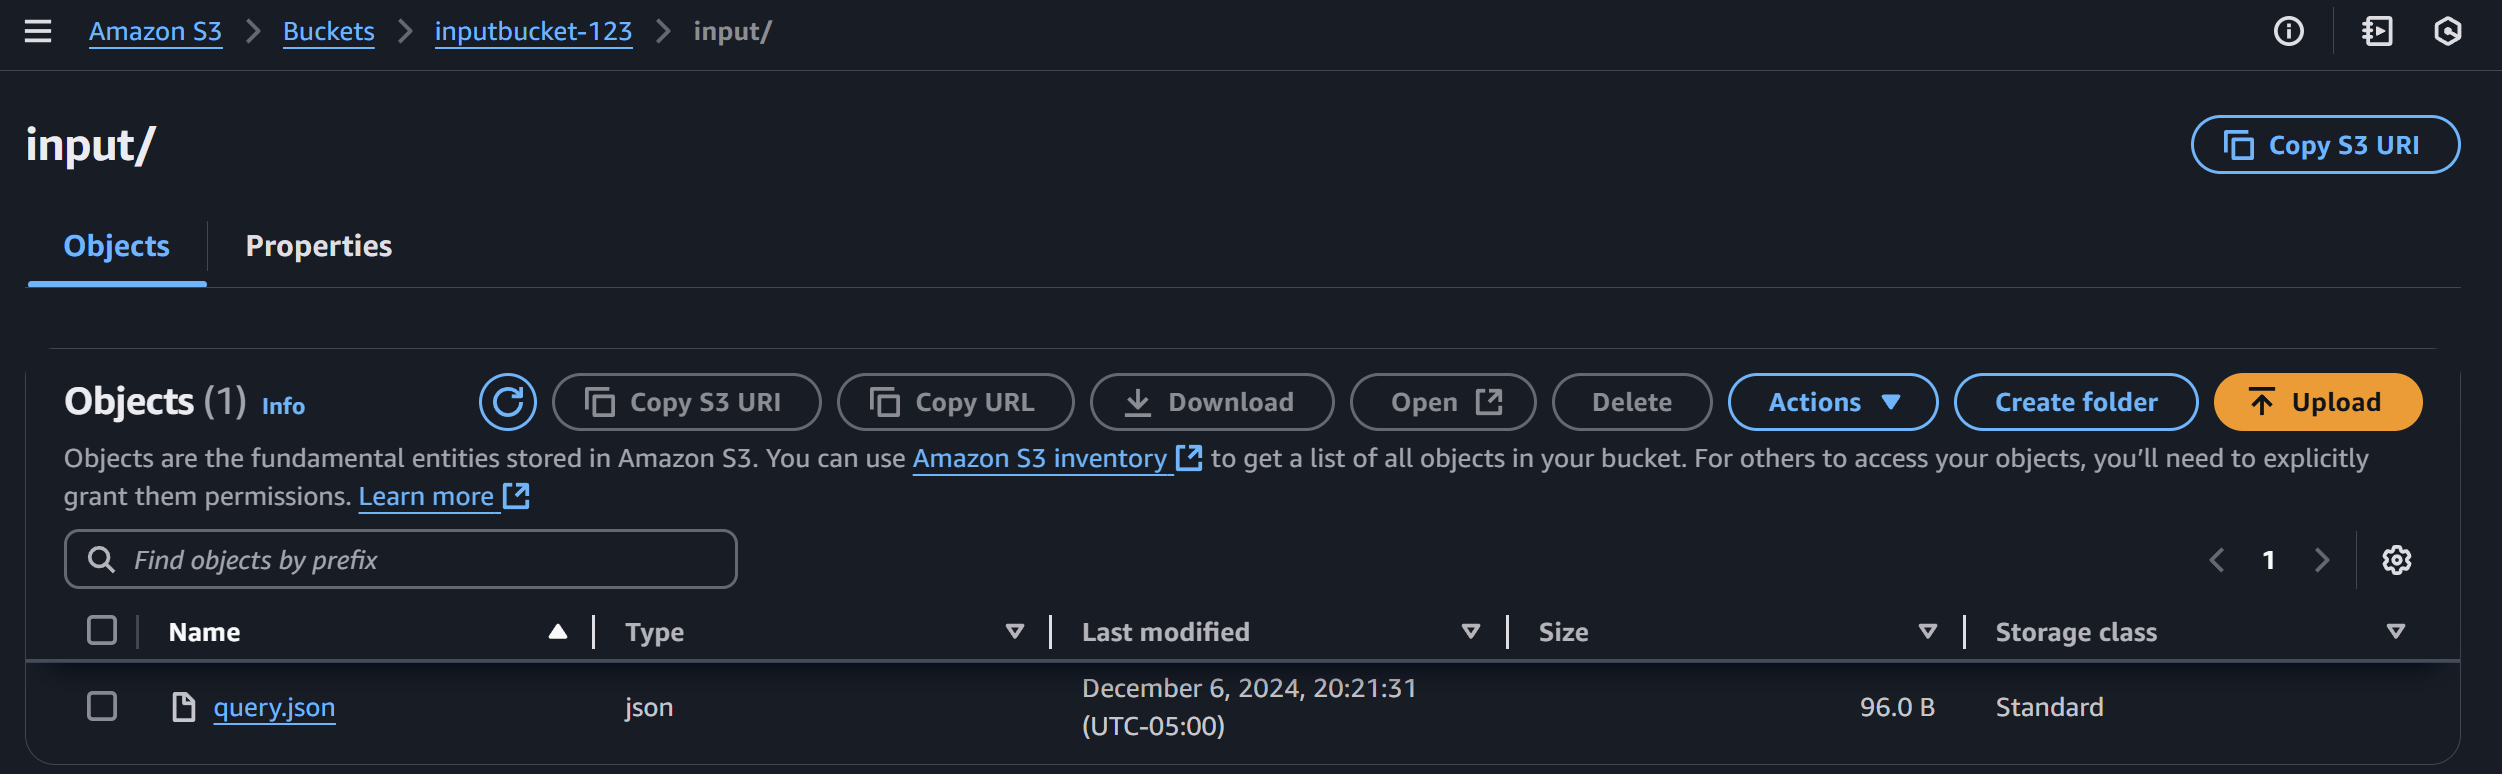 Amazon S3 > Buckets > inputbucket-123 > input/
input/
Copy S3 URI
Objects
Properties
Objects (1) Info
Copy S3 URI
Copy URL
Download
Open
Delete
Actions
Create folder
Upload
Objects are the fundamental entities stored in Amazon S3. You can use Amazon S3 inventory to get a list of all objects in your bucket. For others to access your objects, you’ll need to explicitly
grant them permissions. Learn more
Find objects by prefix
1
Name
Type
Last modified
Size
Storage class
query.json
json
December 6, 2024, 20:21:31
(UTC-05:00)
96.0 B
Standard